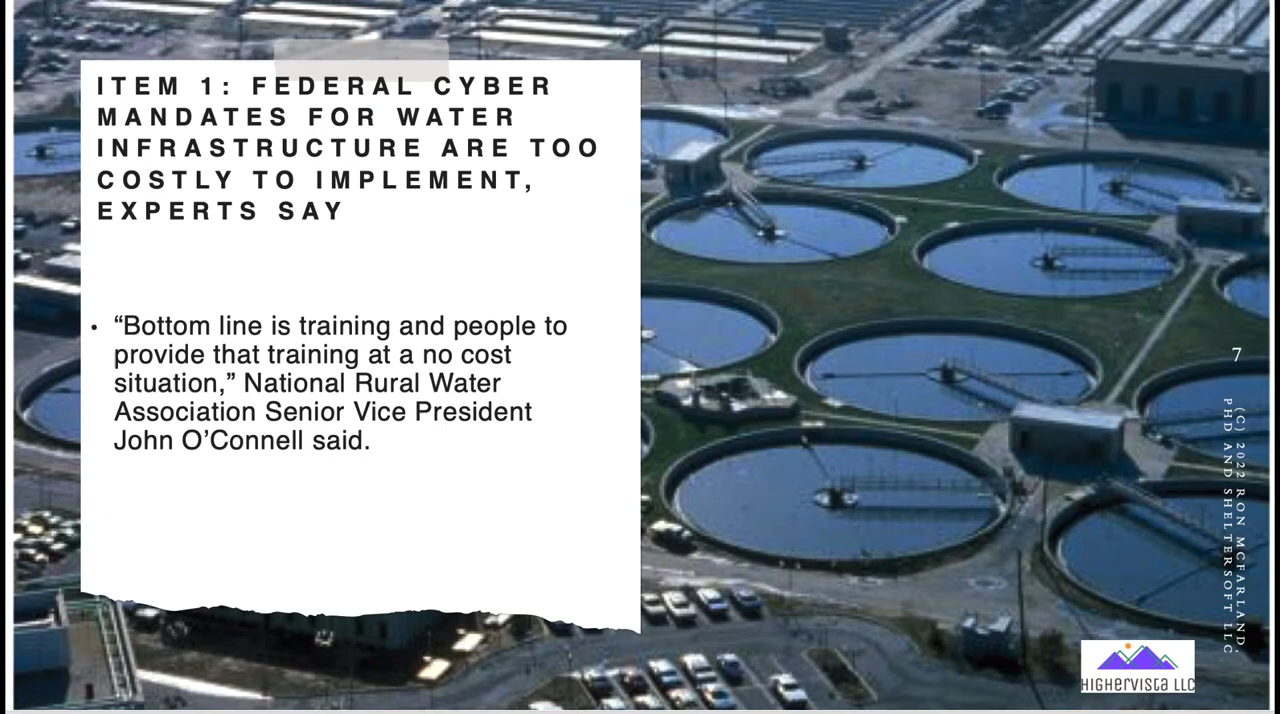 ITEM 1: FEDERAL CYBER
MANDATES FOR WATER
INFRASTRUCTURE ARE TOO
COSTLY TO IMPLEMENT,
EXPERTS SAY
• “Bottom line is training and people to
provide that training at a no cost
situation,” National Rural Water
Association Senior Vice President
John O’Connell said.
7
(C) 2022 RON MCFARLAND,
PHD AND SHELTERSOFT LLC
HIGHERVISTA LLC